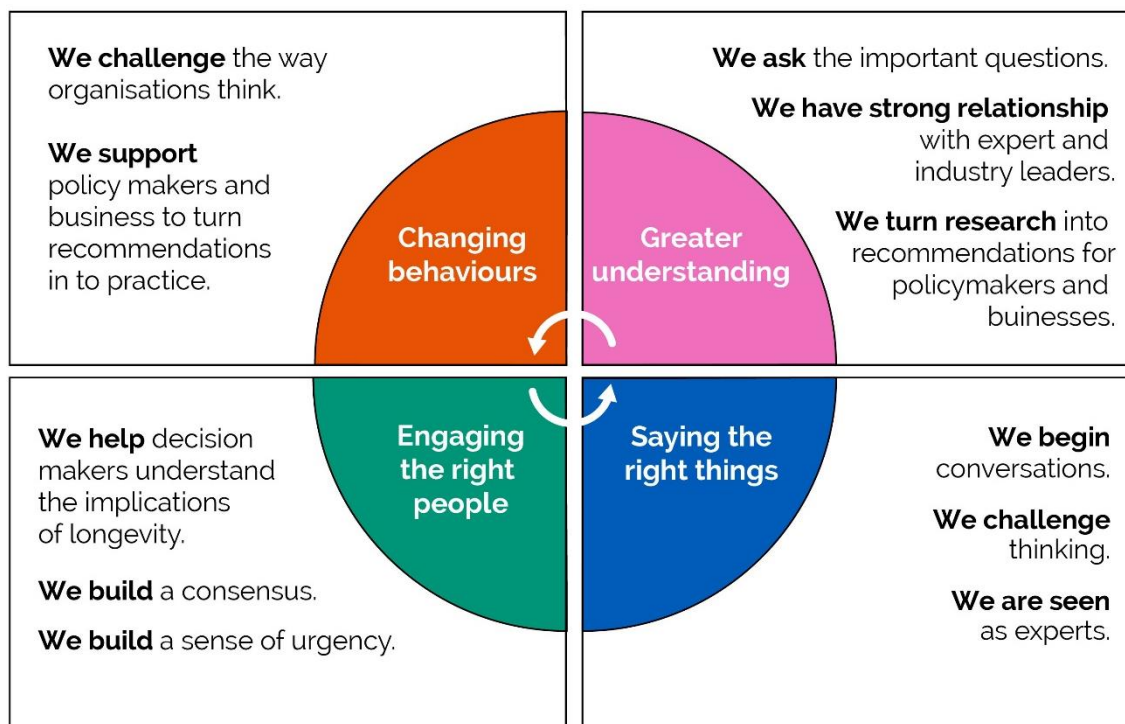 We challenge the way
organisations think.
We support
policy makers and
business to turn
recommendations
in to practice.
Changing
behaviours
We ask the important questions.
We have strong relationship
with expert and
industry leaders.
We turn research into
recommendations for
policymakers and
buinesses.
Greater
understanding
We help decision
makers understand
the implications
of longevity.
We build a consensus.
We build a sense of urgency.
Engaging
the right
people
Saying the
right things
We begin
conversations.
We challenge
thinking.
We are seen
as experts.